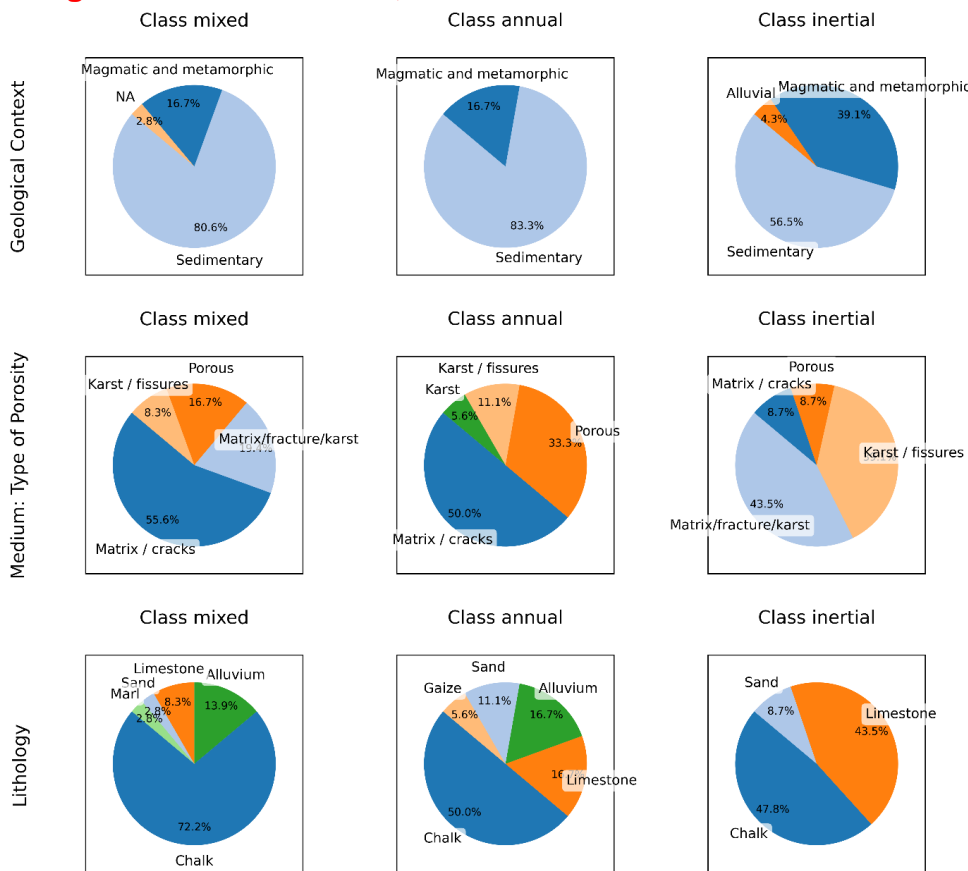 Class mixed
Class annual
Class inertial
Geological Context
Magmatic and metamorphic
NA
16.7%
2.8%
80.6%
Sedimentary
Magmatic and metamorphic
16.7%
83.3%
Sedimentary
Alluvial
Magmatic and metamorphic
4.3%
39.1%
56.5%
Sedimentary
Class mixed
Class annual
Class inertial
Medium: Type of Porosity
Porous
Karst / fissures
16.7%
8.3%
Matrix/fracture/karst
19.4%
55.6%
Matrix / cracks
Karst / fissures
Karst
11.1%
5.6%
Porous
33.3%
50.0%
Matrix / cracks
Porous
Matrix / cracks
8.7%
8.7%
Karst / fissures
43.5%
Matrix/fracture/karst
Class mixed
Class annual
Class inertial
Lithology
Limestone
Alluvium
Sand
Marl
8.3%
13.9%
2.8%
2.8%
72.2%
Chalk
Sand
Gaize
Alluvium
11.1%
5.6%
16.7%
Limestone
50.0%
Chalk
Sand
8.7%
Limestone
43.5%
47.8%
Chalk